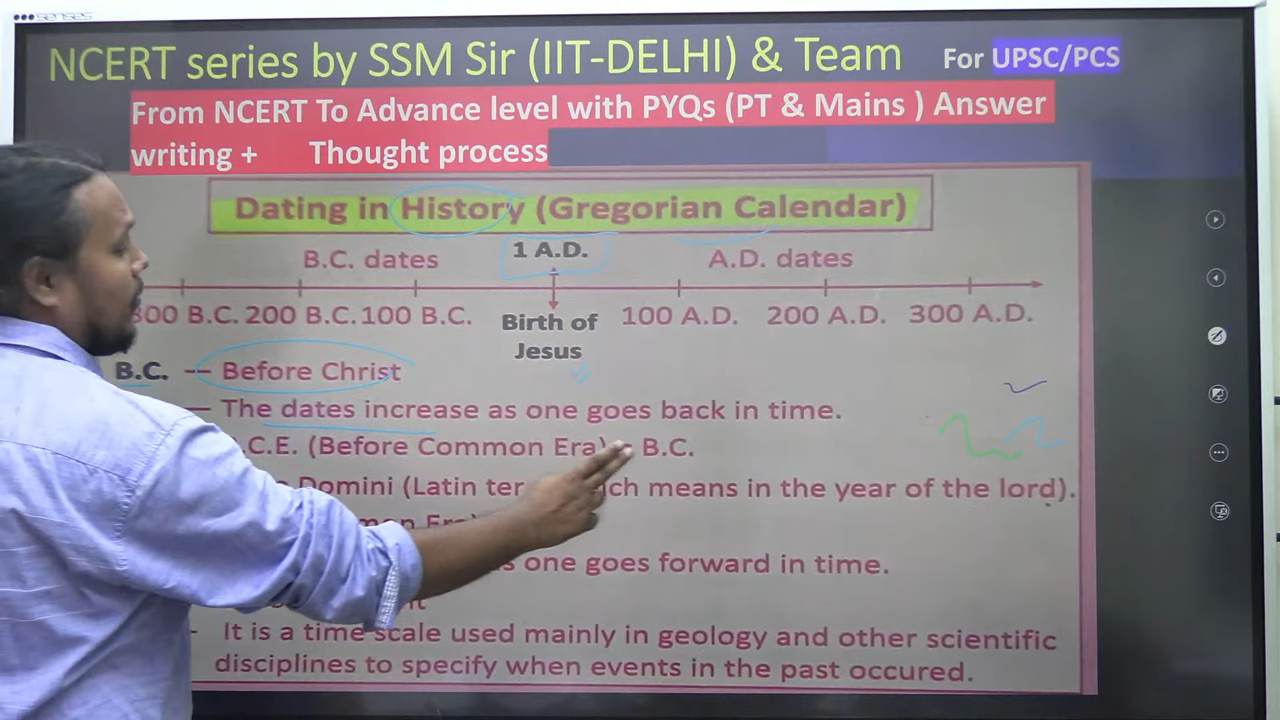 senses
NCERT series by SSM Sir (IIT-DELHI) & Team For UPSC/PCS
From NCERT To Advance level with PYQs (PT & Mains ) Answer
writing + Thought process
Dating in History (Gregorian Calendar)
B.C. dates 1 A.D. A.D. dates
300 B.C. 200 B.C. 100 B.C. Birth of Jesus 100 A.D. 200 A.D. 300 A.D.
B.C. — Before Christ
— The dates increase as one goes back in time.
.C.E. (Before Common Era) B.C.
Domini (Latin means in the year of the lord).
one goes forward in time.
- It is a time scale used mainly in geology and other scientific
disciplines to specify when events in the past occured.